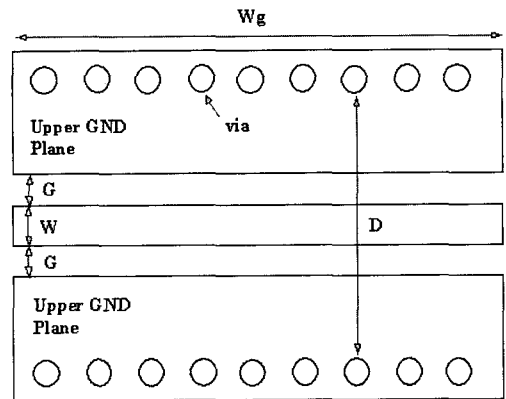 Wg
Upper GND
Plane
via
G
W
D
G
Upper GND
Plane